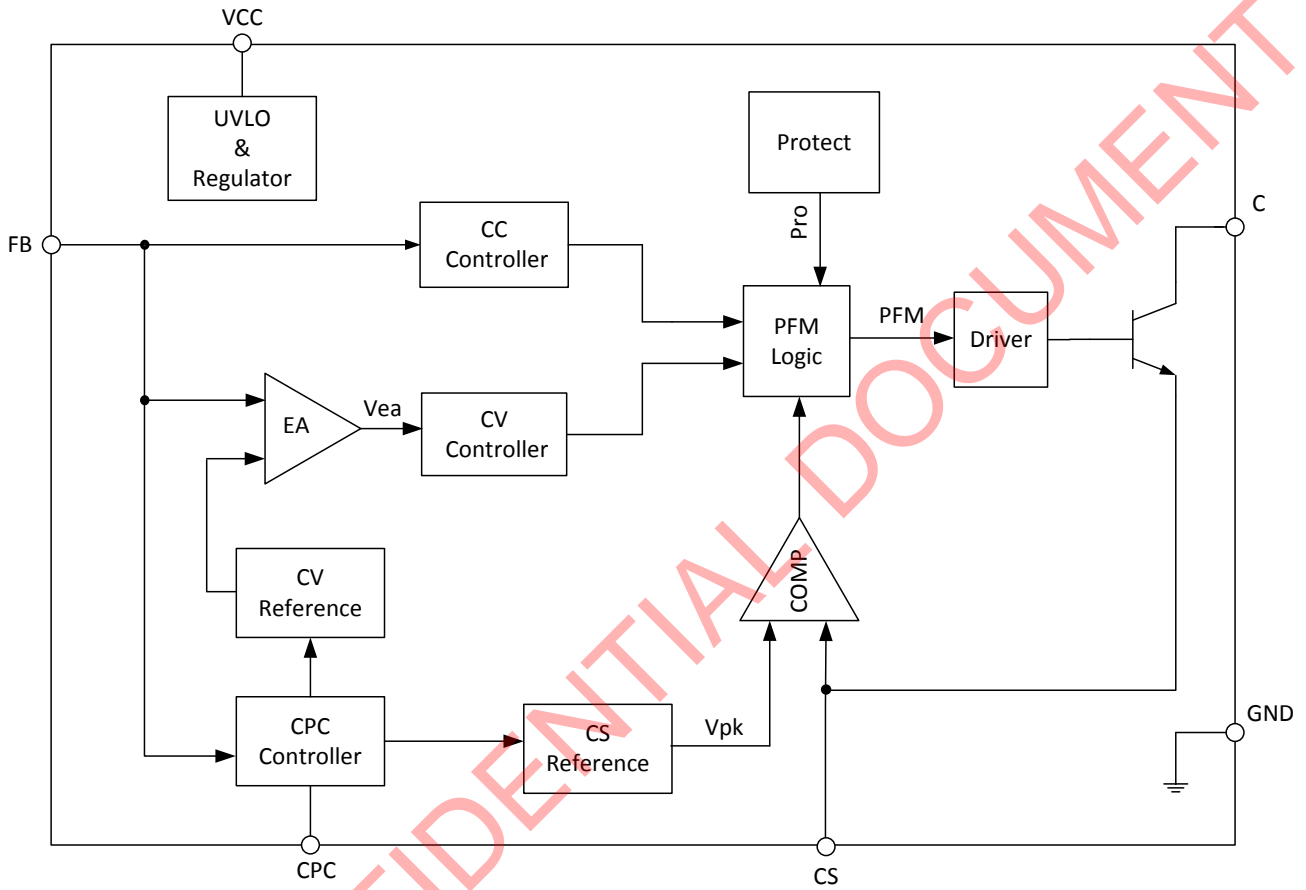 VCC
UVLO
&
Regulator
Protect
Pro
C
FB
CC
Controller
PFM
Logic
PFM
Driver
EA
Vea
CV
Controller
COMP
CV
Reference
CPC
Controller
CS
Reference
Vpk
GND
CPC
CS
FIDENTIAL DOCUMENT